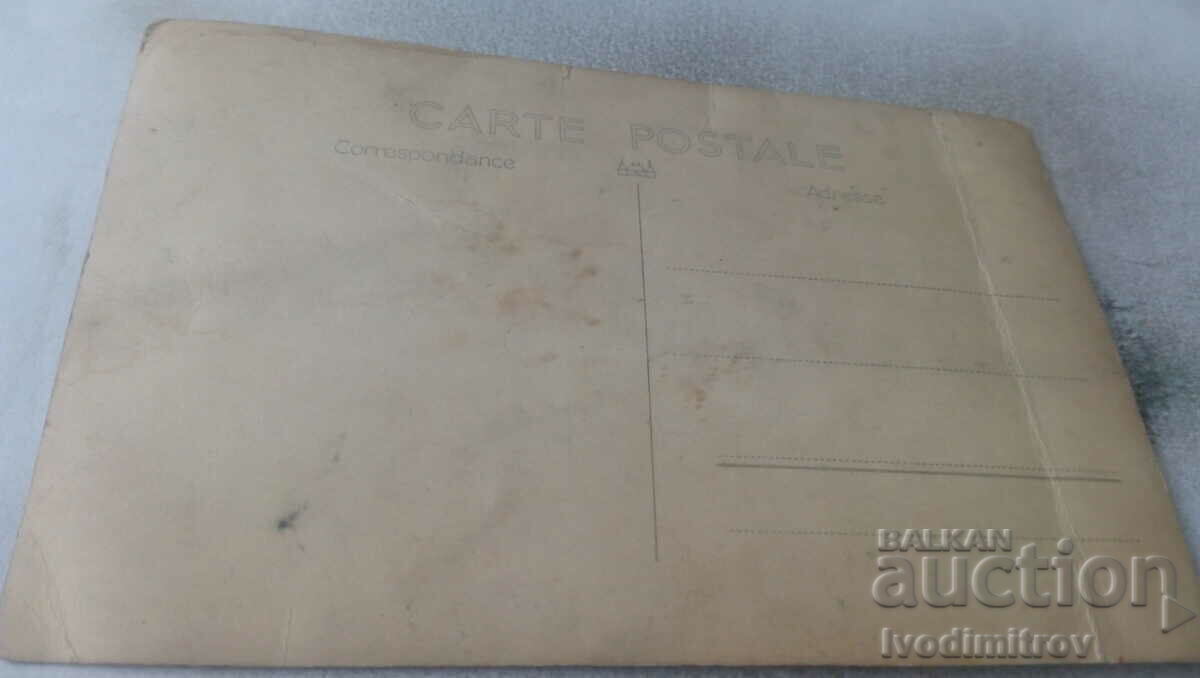 CARTE POSTALE
Correspondance
Adresse
BALKAN
auction
Ivodimitrov